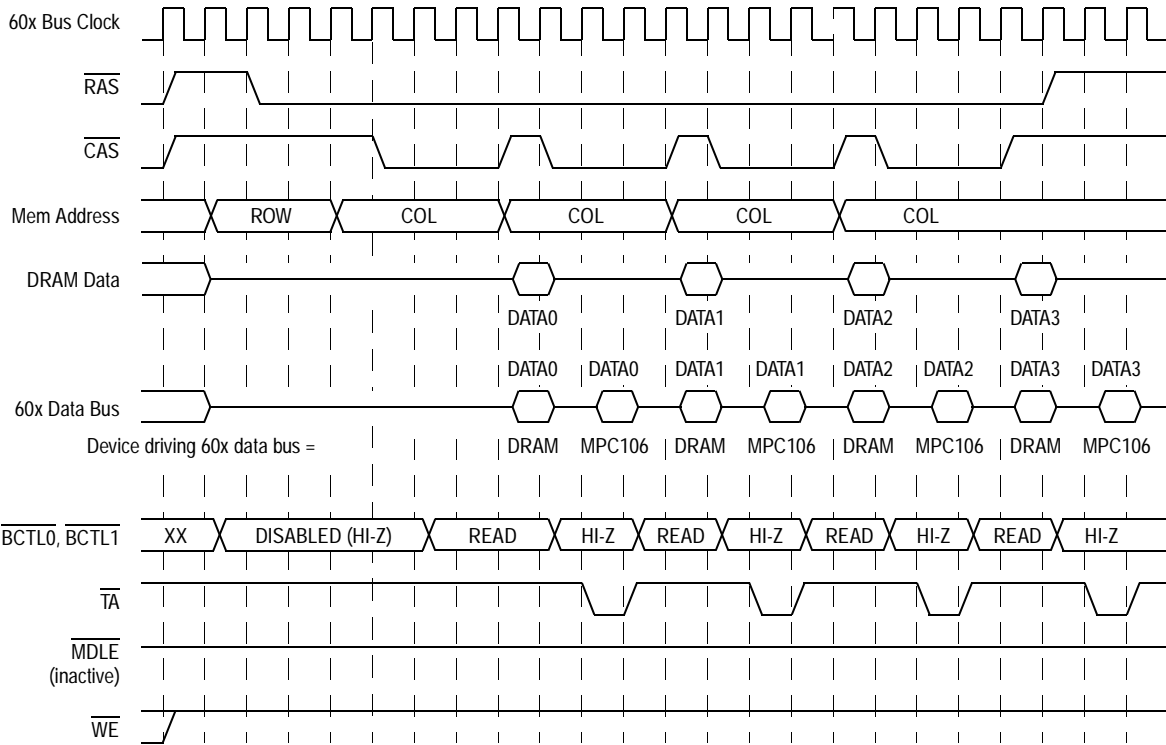 60x Bus Clock
RAS
CAS
Mem Address ROW COL COL COL COL
DRAM Data
DATA0 DATA1 DATA2 DATA3
DATA0 DATA0 DATA1 DATA1 DATA2 DATA2 DATA3 DATA3
60x Data Bus
Device driving 60x data bus = DRAM MPC106 DRAM MPC106 DRAM MPC106 DRAM MPC106
BCTL0, BCTL1 XX DISABLED (HI-Z) READ HI-Z READ HI-Z READ HI-Z READ HI-Z
TA
MDLE
(inactive)
WE